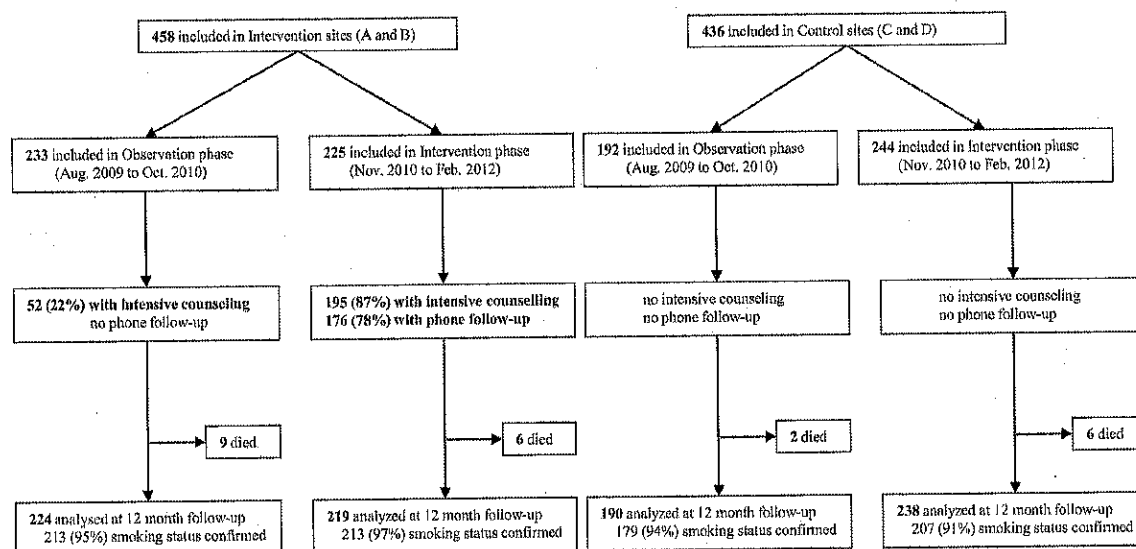 458 included in Intervention sites (A and B)
436 included in Control sites (C and D)
233 included in Observation phase
(Aug. 2009 to Oct. 2010)
225 included in Intervention phase
(Nov. 2010 to Feb. 2012)
192 included in Observation phase
(Aug. 2009 to Oct. 2010)
244 included in Intervention phase
(Nov. 2010 to Feb. 2012)
52 (22%) with Intensive counseling
no phone follow-up
195 (87%) with intensive counselling
176 (78%) with phone follow-up
no intensive counseling
no phone follow-up
no intensive counseling
no phone follow-up
9 died
6 died
2 died
6 died
224 analysed at 12 month follow-up
213 (95%) smoking status confirmed
219 analyzed at 12 month follow-up
213 (97%) smoking status confirmed
190 analyzed at 12 month follow-up
179 (94%) smoking status confirmed
238 analyzed at 12 month follow-up
207 (91%) smoking status confirmed